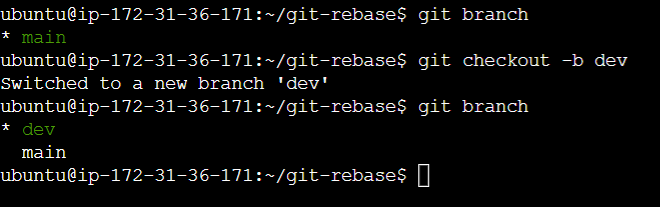 ubuntu@ip-172-31-36-171:~/git-rebase$ git branch
* main
ubuntu@ip-172-31-36-171:~/git-rebase$ git checkout -b dev
Switched to a new branch 'dev'
ubuntu@ip-172-31-36-171:~/git-rebase$ git branch
* dev
  main
ubuntu@ip-172-31-36-171:~/git-rebase$